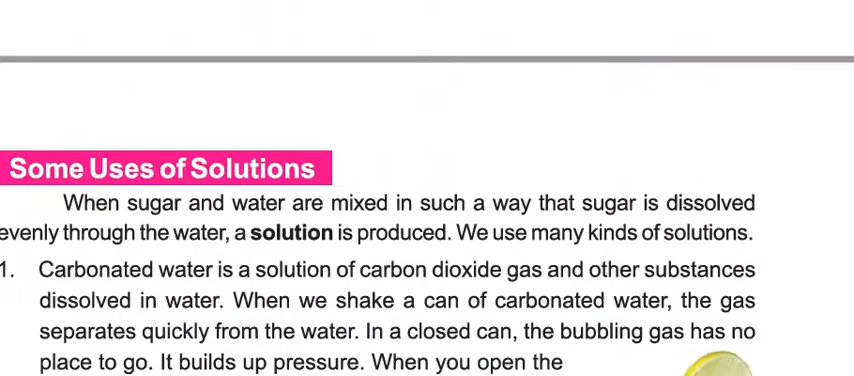 Some Uses of Solutions
When sugar and water are mixed in such a way that sugar is dissolved
evenly through the water, a solution is produced. We use many kinds of solutions.
1. Carbonated water is a solution of carbon dioxide gas and other substances
dissolved in water. When we shake a can of carbonated water, the gas
separates quickly from the water. In a closed can, the bubbling gas has no
place to go. It builds up pressure. When you open the